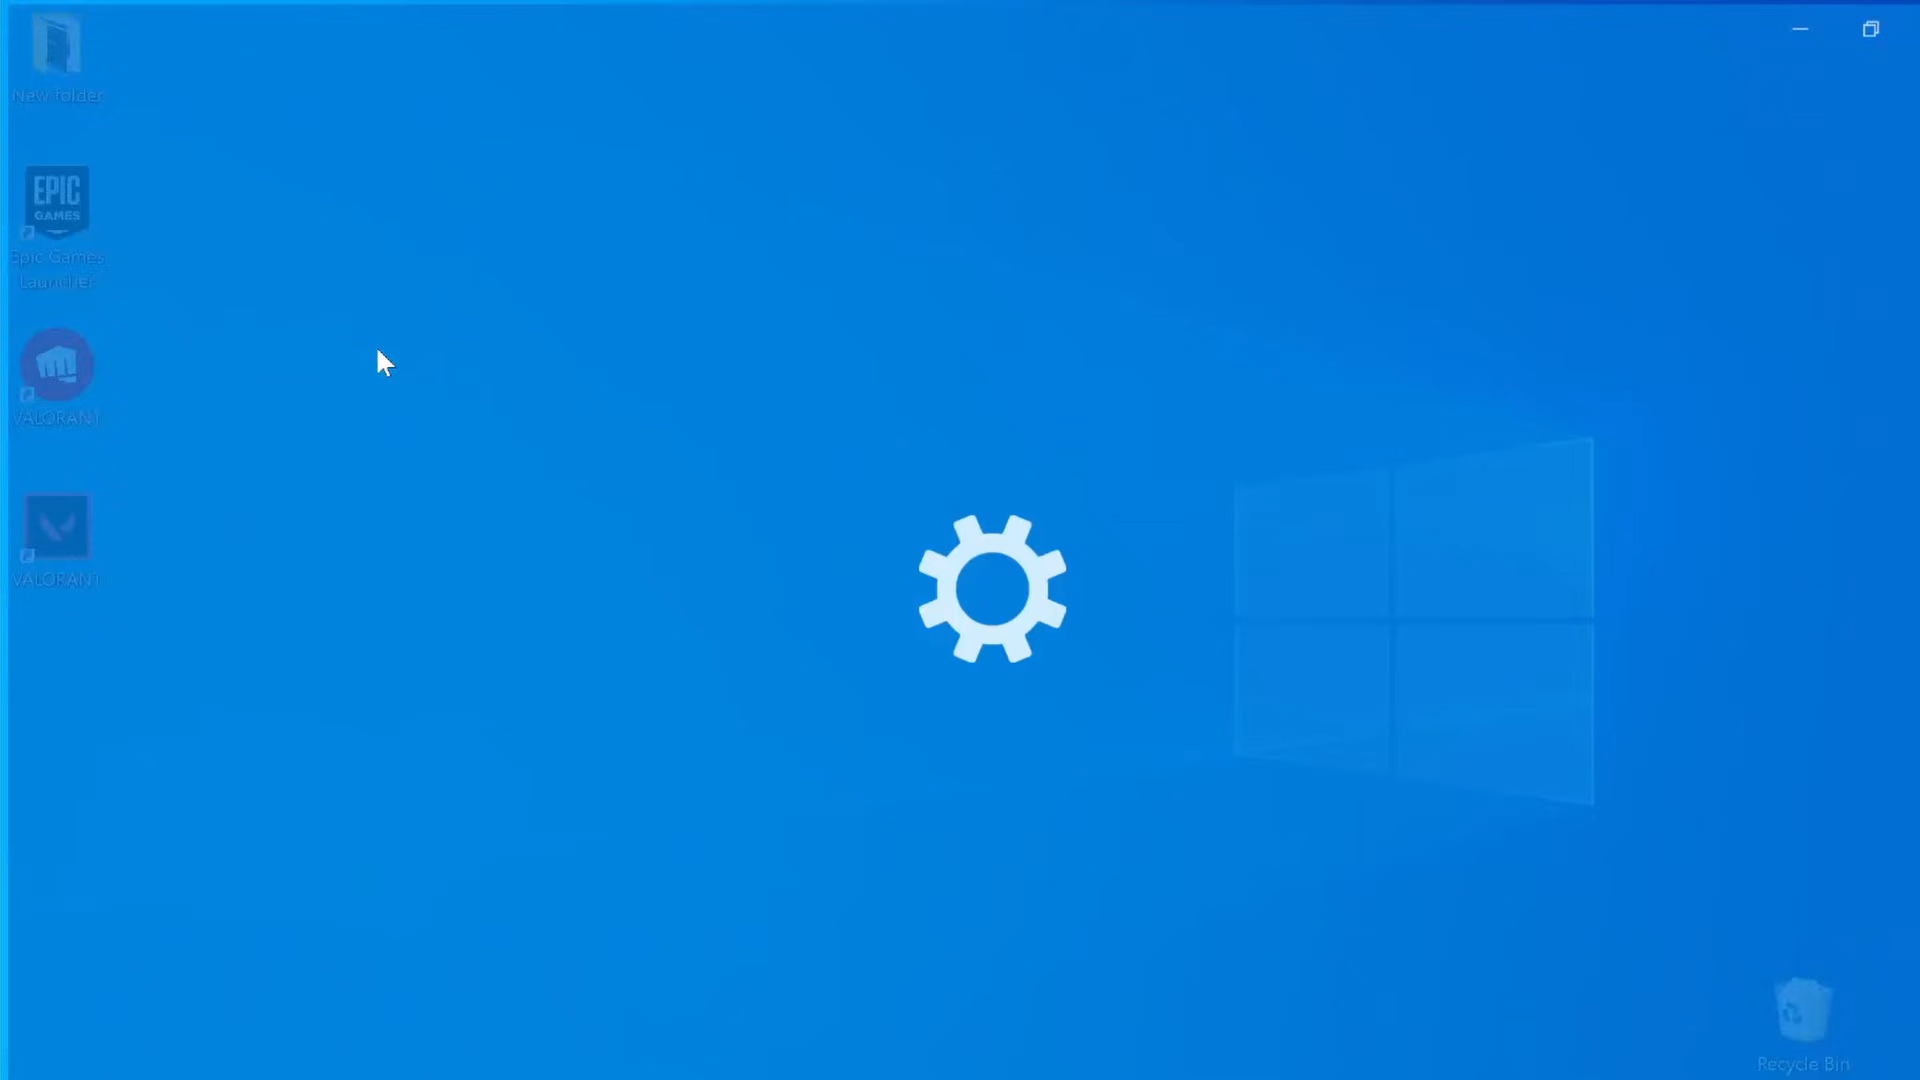 New folder
EPIC
GAMES
Epic Games
Launcher
VALORANT
VALORANT
Recycle Bin